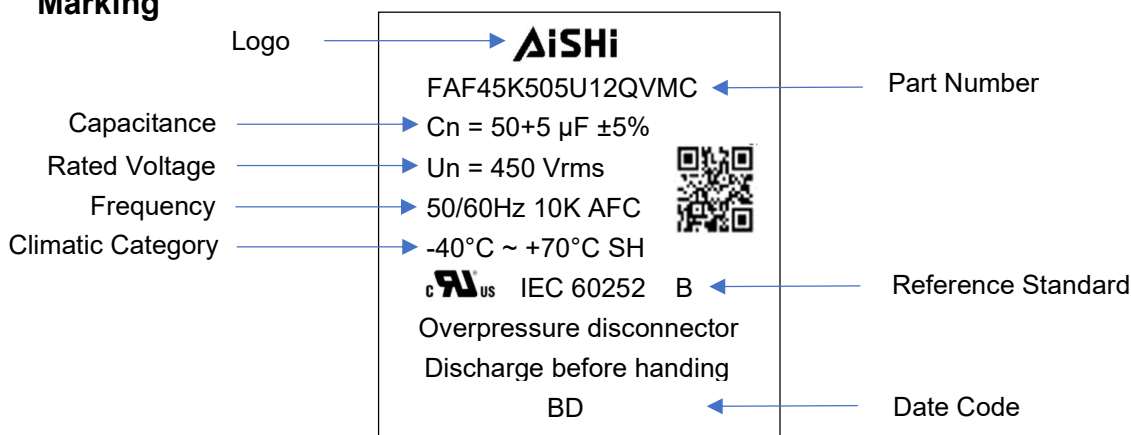 Marking
Logo
AiSHi
FAF45K505U12QVMC
Part Number
Capacitance
Cn = 50+5 µF ±5%
Rated Voltage
Un = 450 Vrms
Frequency
50/60Hz 10K AFC
Climatic Category
-40°C ~ +70°C SH
c RU us IEC 60252 B
Reference Standard
Overpressure disconnector
Discharge before handing
BD
Date Code